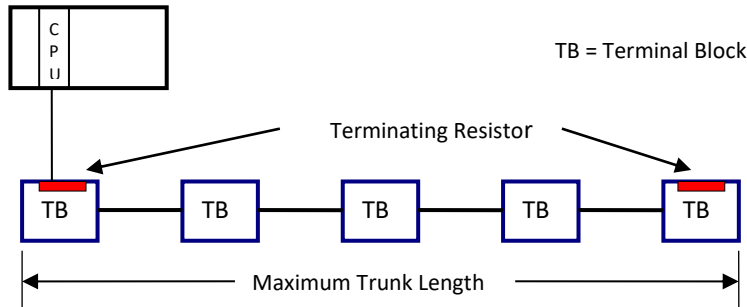 C
P
U
TB = Terminal Block
Terminating Resistor
TB
TB
TB
TB
TB
Maximum Trunk Length